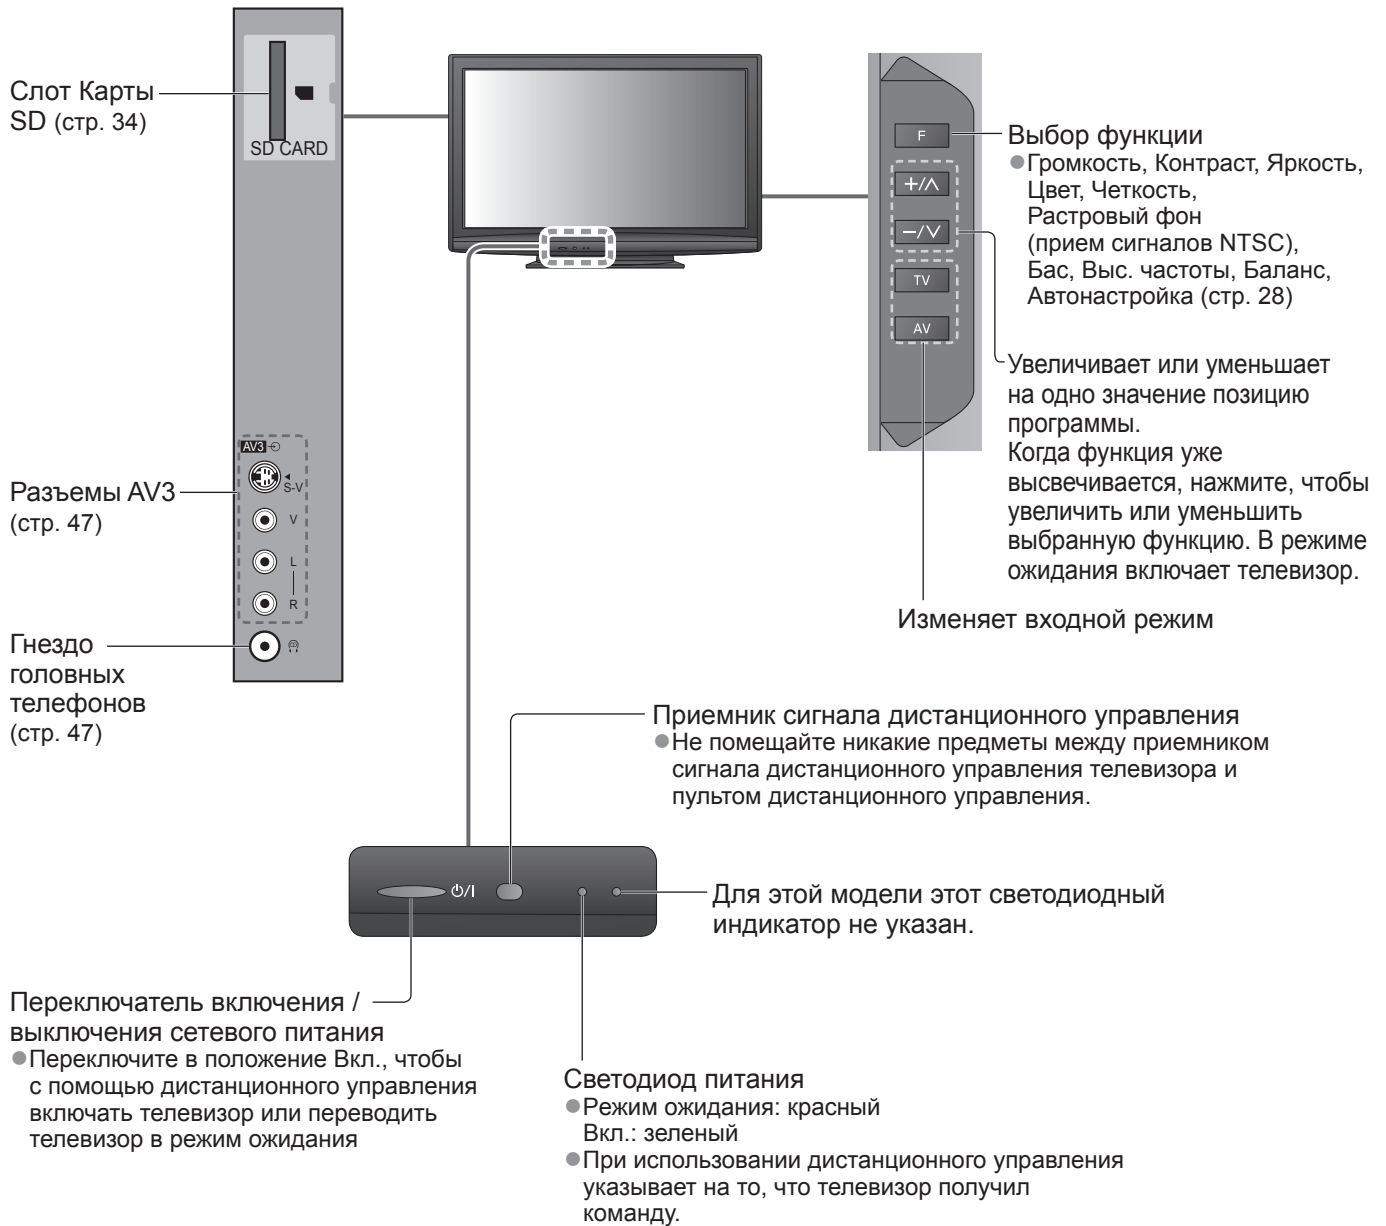 Слот Карты
SD (стр. 34)
SD CARD
AV3
S-V
V
L
R
Разъемы AV3
(стр. 47)
Гнездо
головных
телефонов
(стр. 47)
F
+/∧
−/∨
TV
AV
Выбор функции
●Громкость, Контраст, Яркость,
Цвет, Четкость,
Растровый фон
(прием сигналов NTSC),
Бас, Выс. частоты, Баланс,
Автонастройка (стр. 28)
Увеличивает или уменьшает
на одно значение позицию
программы.
Когда функция уже
высвечивается, нажмите, чтобы
увеличить или уменьшить
выбранную функцию. В режиме
ожидания включает телевизор.
Изменяет входной режим
Приемник сигнала дистанционного управления
●Не помещайте никакие предметы между приемником
сигнала дистанционного управления телевизора и
пультом дистанционного управления.
⏻/I
Для этой модели этот светодиодный
индикатор не указан.
Переключатель включения /
выключения сетевого питания
●Переключите в положение Вкл., чтобы
с помощью дистанционного управления
включать телевизор или переводить
телевизор в режим ожидания
Светодиод питания
●Режим ожидания: красный
Вкл.: зеленый
●При использовании дистанционного управления
указывает на то, что телевизор получил
команду.